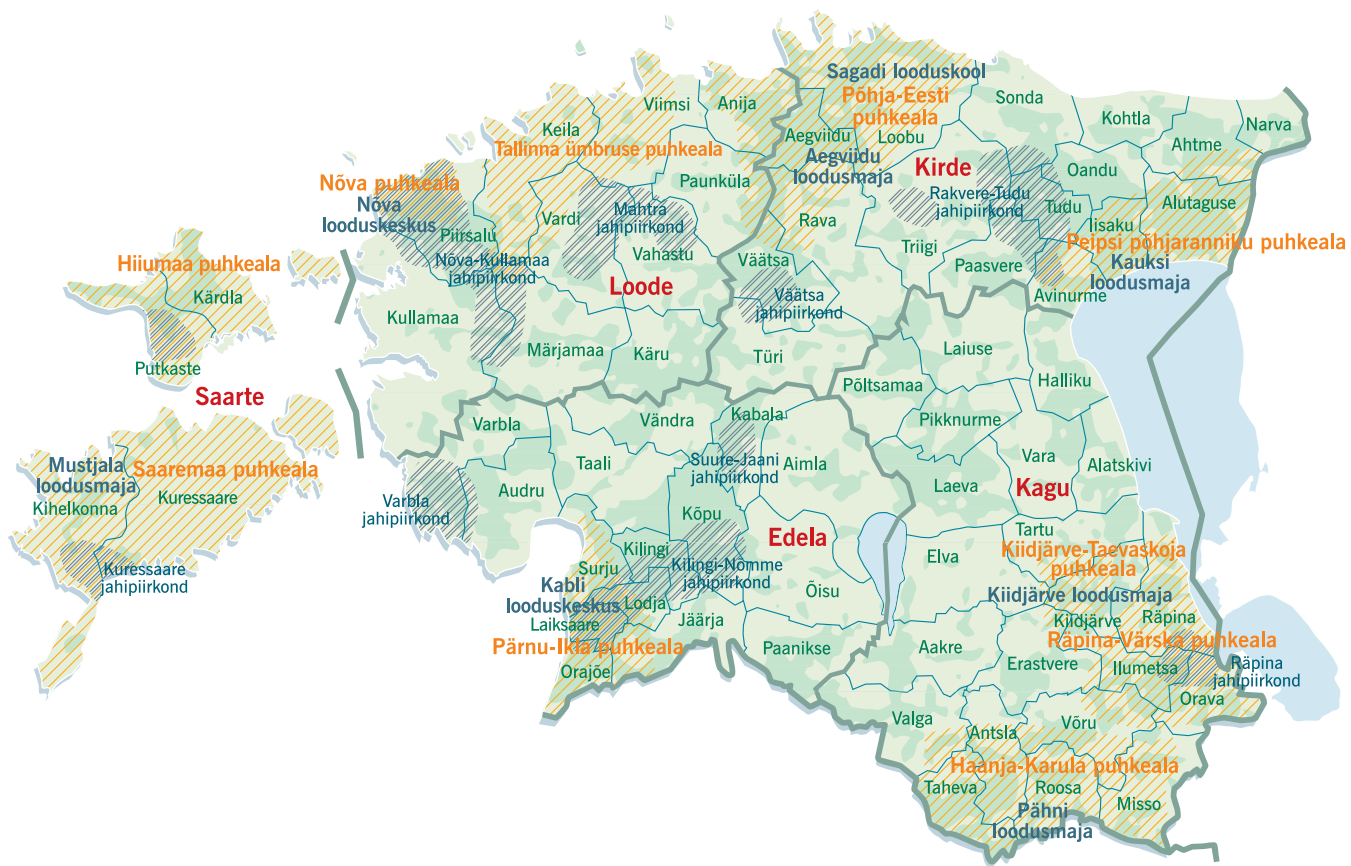 Sagadi looduskool
Põhja-Eesti
puhkeala
Viimsi
Anija
Keila
Tallinna ümbruse puhkeala
Aegviidu
Loobu
Aegviidu
loodusmaja
Sonda
Kohtla
Narva
Ahtme
Kirde
Oandu
Rakvere-Tudu
jahipiirkond
Tudu
Iisaku
Alutaguse
Peipsi põhjaranniku puhkeala
Kauksi
loodusmaja
Avinurme
Paunküla
Nõva puhkeala
Nõva
looduskeskus
Piirsalu
Vardi
Mahtra
jahipiirkond
Vahastu
Nõva-Kullamaa
jahipiirkond
Rava
Triigi
Paasvere
Väätsa
Väätsa
jahipiirkond
Loode
Hiiumaa puhkeala
Kärdla
Putkaste
Kullamaa
Märjamaa
Käru
Türi
Laiuse
Põltsamaa
Halliku
Pikknurme
Saarte
Varbla
Vändra
Kabala
Mustjala
loodusmaja
Saaremaa puhkeala
Kihelkonna
Kuressaare
Kuressaare
jahipiirkond
Taali
Suure-Jaani
jahipiirkond
Aimla
Varbla
jahipiirkond
Audru
Kõpu
Vara
Alatskivi
Laeva
Kagu
Edela
Tartu
Kilingi
Surju
Kilingi-Nõmme
jahipiirkond
Elva
Kiidjärve-Taevaskoja
puhkeala
Kabli
looduskeskus
Lodja
Laiksaare
Jäärja
Õisu
Kiidjärve loodusmaja
Kiidjärve
Räpina
Pärnu-Ikla puhkeala
Orajõe
Paanikse
Aakre
Räpina-Värska puhkeala
Erastvere
Ilumetsa
Räpina
jahipiirkond
Orava
Valga
Antsla
Võru
Haanja-Karula puhkeala
Taheva
Roosa
Misso
Pähni
loodusmaja